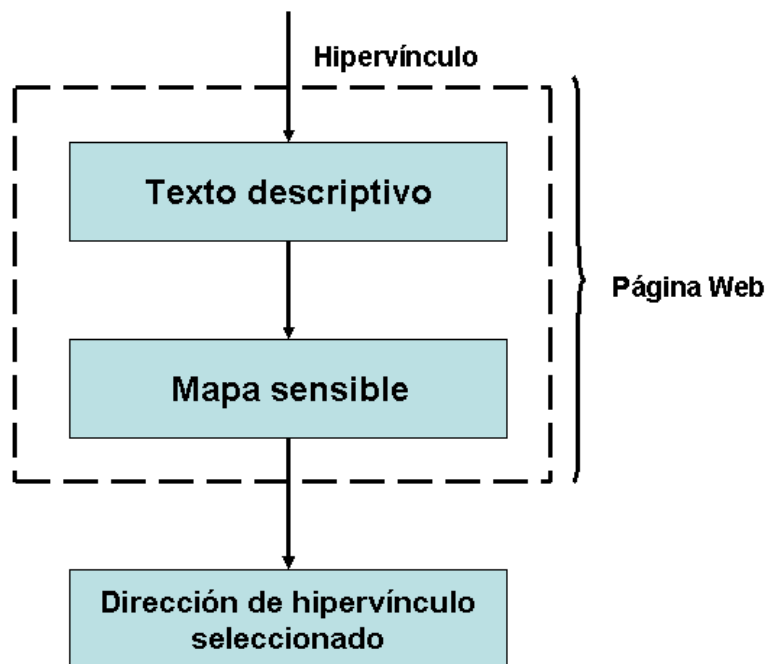 Hipervínculo
Texto descriptivo
Página Web
Mapa sensible
Dirección de hipervínculo
seleccionado